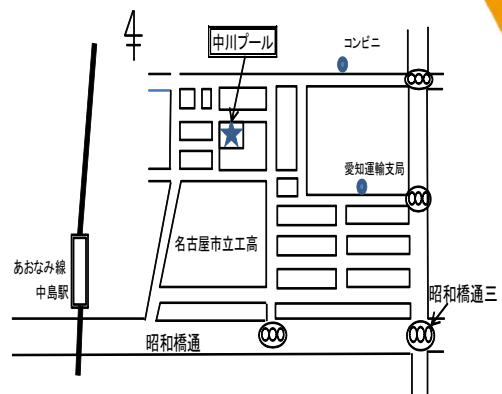 中川プール
コンビニ
愛知運輸支局
名古屋市立工高
あおなみ線
中島駅
昭和橋通三
昭和橋通